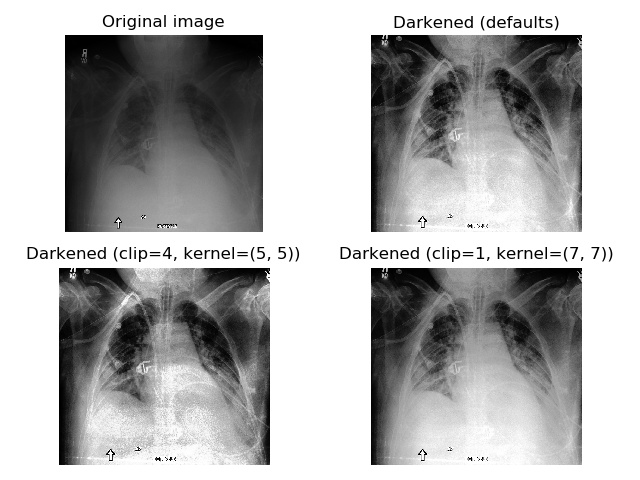 Original image
Darkened (defaults)
Darkened (clip=4, kernel=(5, 5))
Darkened (clip=1, kernel=(7, 7))